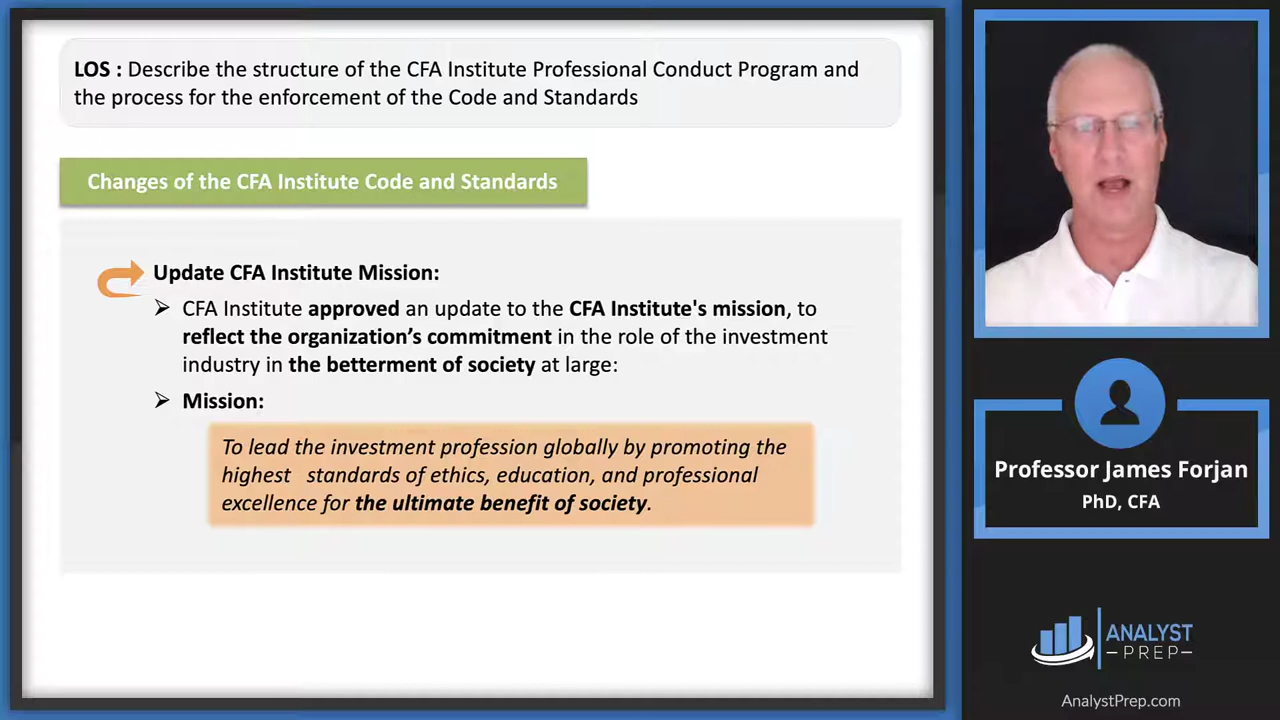 LOS : Describe the structure of the CFA Institute Professional Conduct Program and
the process for the enforcement of the Code and Standards
Changes of the CFA Institute Code and Standards
Update CFA Institute Mission:
CFA Institute approved an update to the CFA Institute's mission, to
reflect the organization’s commitment in the role of the investment
industry in the betterment of society at large:
Mission:
To lead the investment profession globally by promoting the
highest standards of ethics, education, and professional
excellence for the ultimate benefit of society.
Professor James Forjan
PhD, CFA
ANALYST
PREP
AnalystPrep.com